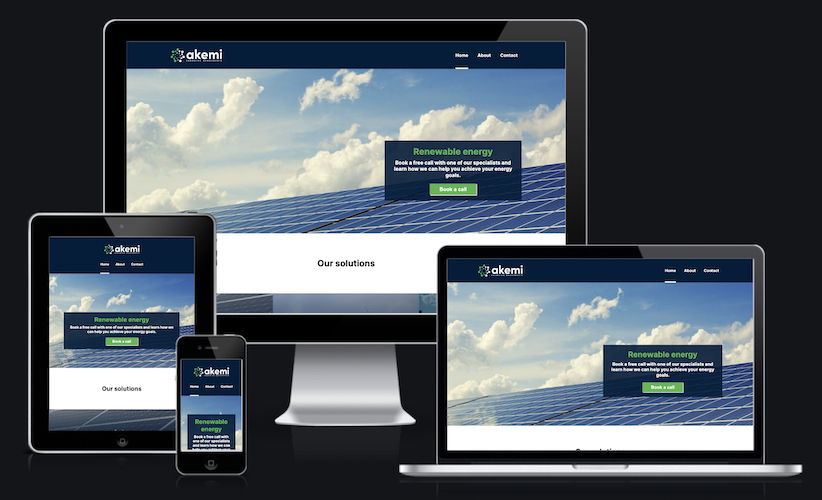 akemi
Home About Contact
Renewable energy
Book a free call with one of our specialists and
learn how we can help you achieve your energy
goals.
Book a call
Our solutions
akemi
Home About Contact
Renewable energy
Book a free call with one of our specialists and learn how we
can help you achieve your energy goals.
Book a call
Our solutions
akemi
Home About Contact
Renewable
energy
Book a free call with
one of our specialists
and learn how we can
help you achieve your
akemi
Home About Contact
Renewable energy
Book a free call with one of our specialists and
learn how we can help you achieve your energy
goals.
Book a call